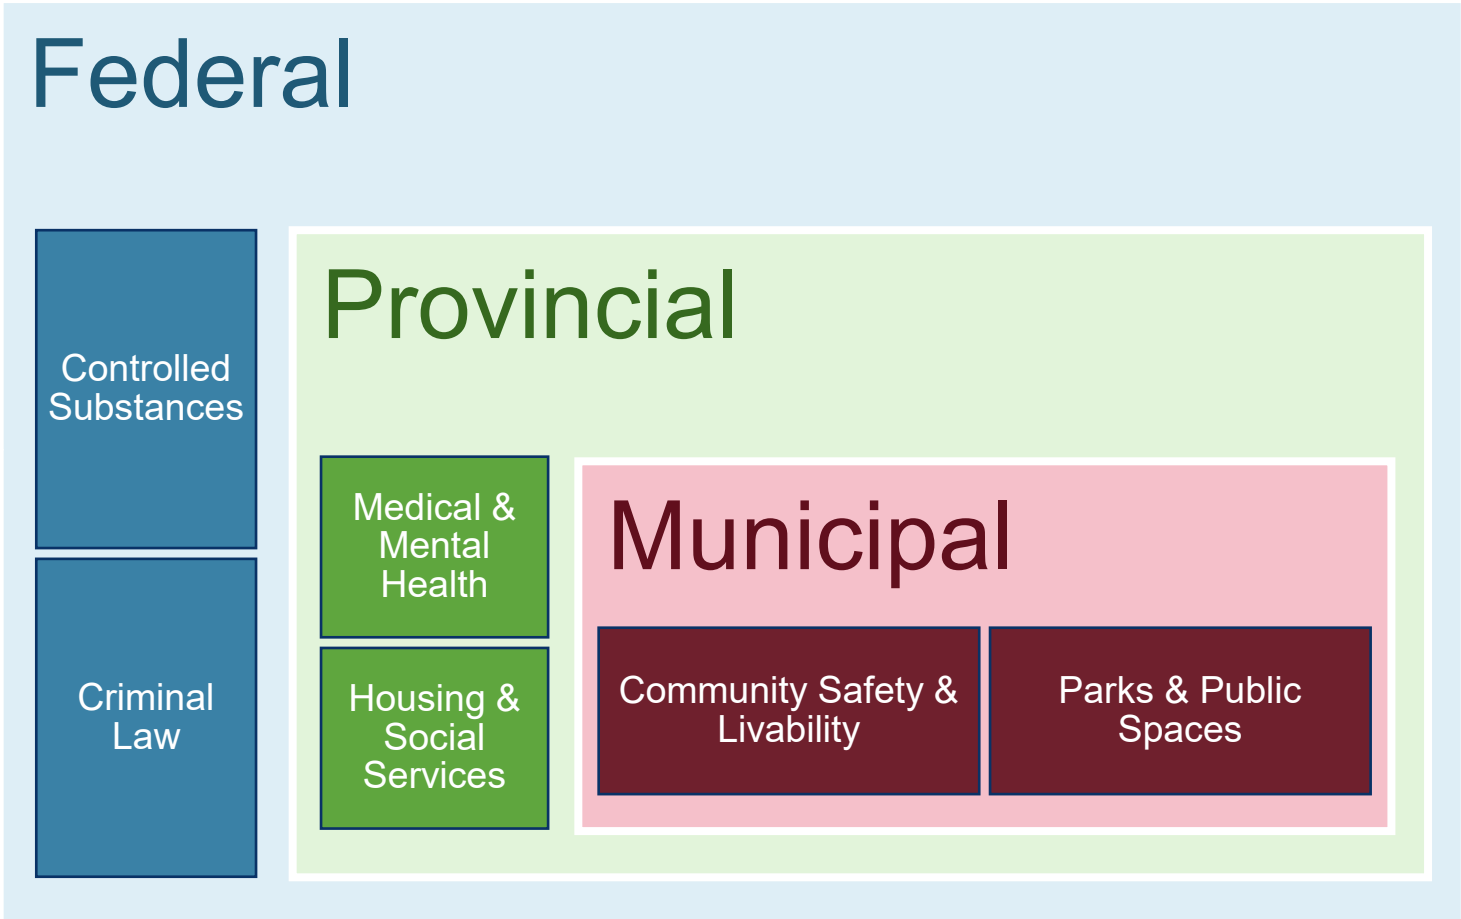 Federal
Controlled
Substances
Criminal
Law
Provincial
Medical &
Mental
Health
Housing &
Social
Services
Municipal
Community Safety &
Livability
Parks & Public
Spaces